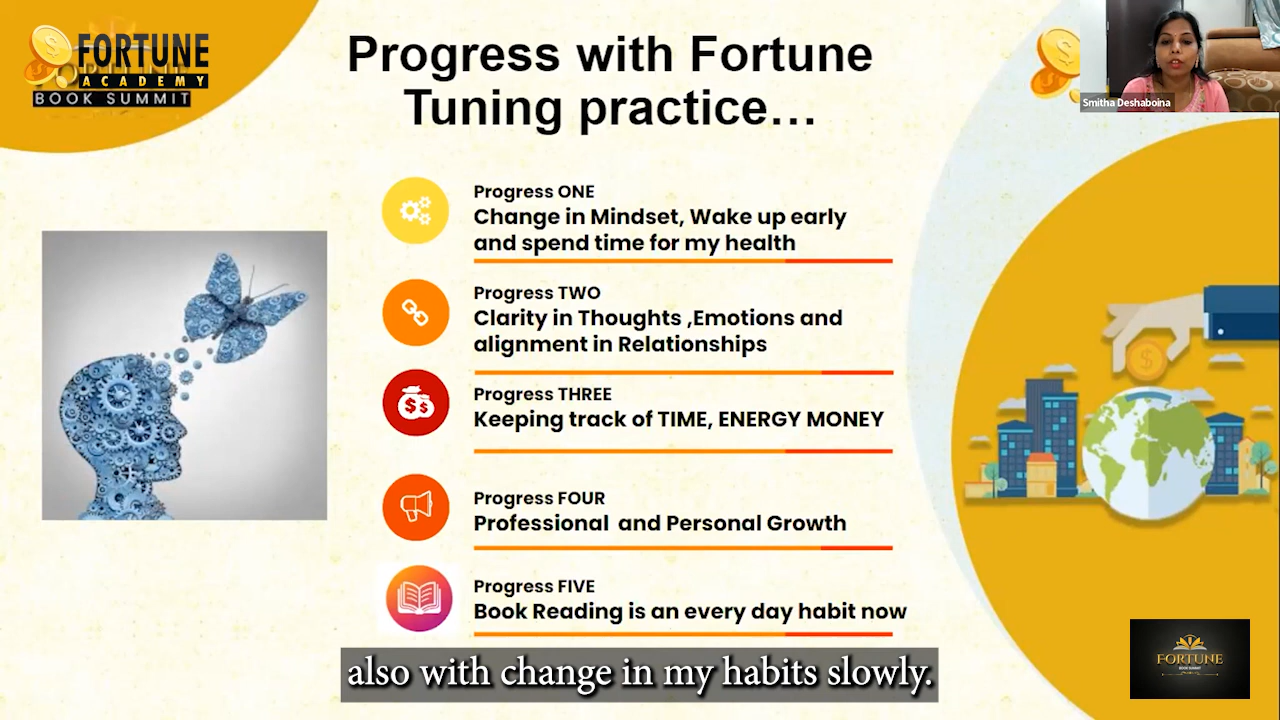 FORTUNE
ACADEMY
BOOK SUMMIT
Progress with Fortune
Tuning practice…
Smitha Deshaboina
Progress ONE
Change in Mindset, Wake up early
and spend time for my health
Progress TWO
Clarity in Thoughts ,Emotions and
alignment in Relationships
Progress THREE
Keeping track of TIME, ENERGY MONEY
Progress FOUR
Professional and Personal Growth
Progress FIVE
Book Reading is an every day habit now
also with change in my habits slowly.
FORTUNE
BOOK SUMMIT